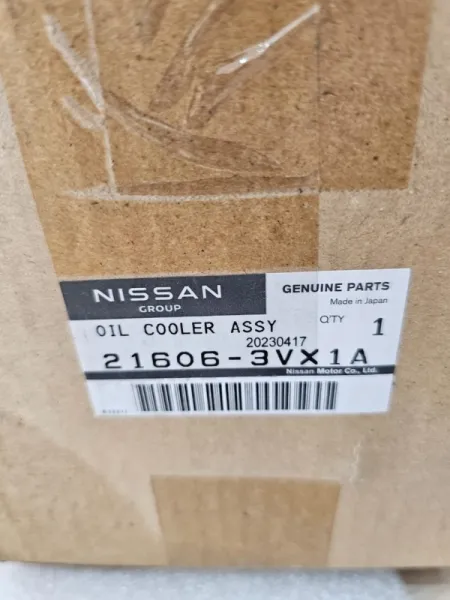 NISSAN
GROUP
GENUINE PARTS
Made in Japan
OIL COOLER ASSY
Q'TY 1
20230417
21606-3VX1A
Nissan Motor Co., Ltd.